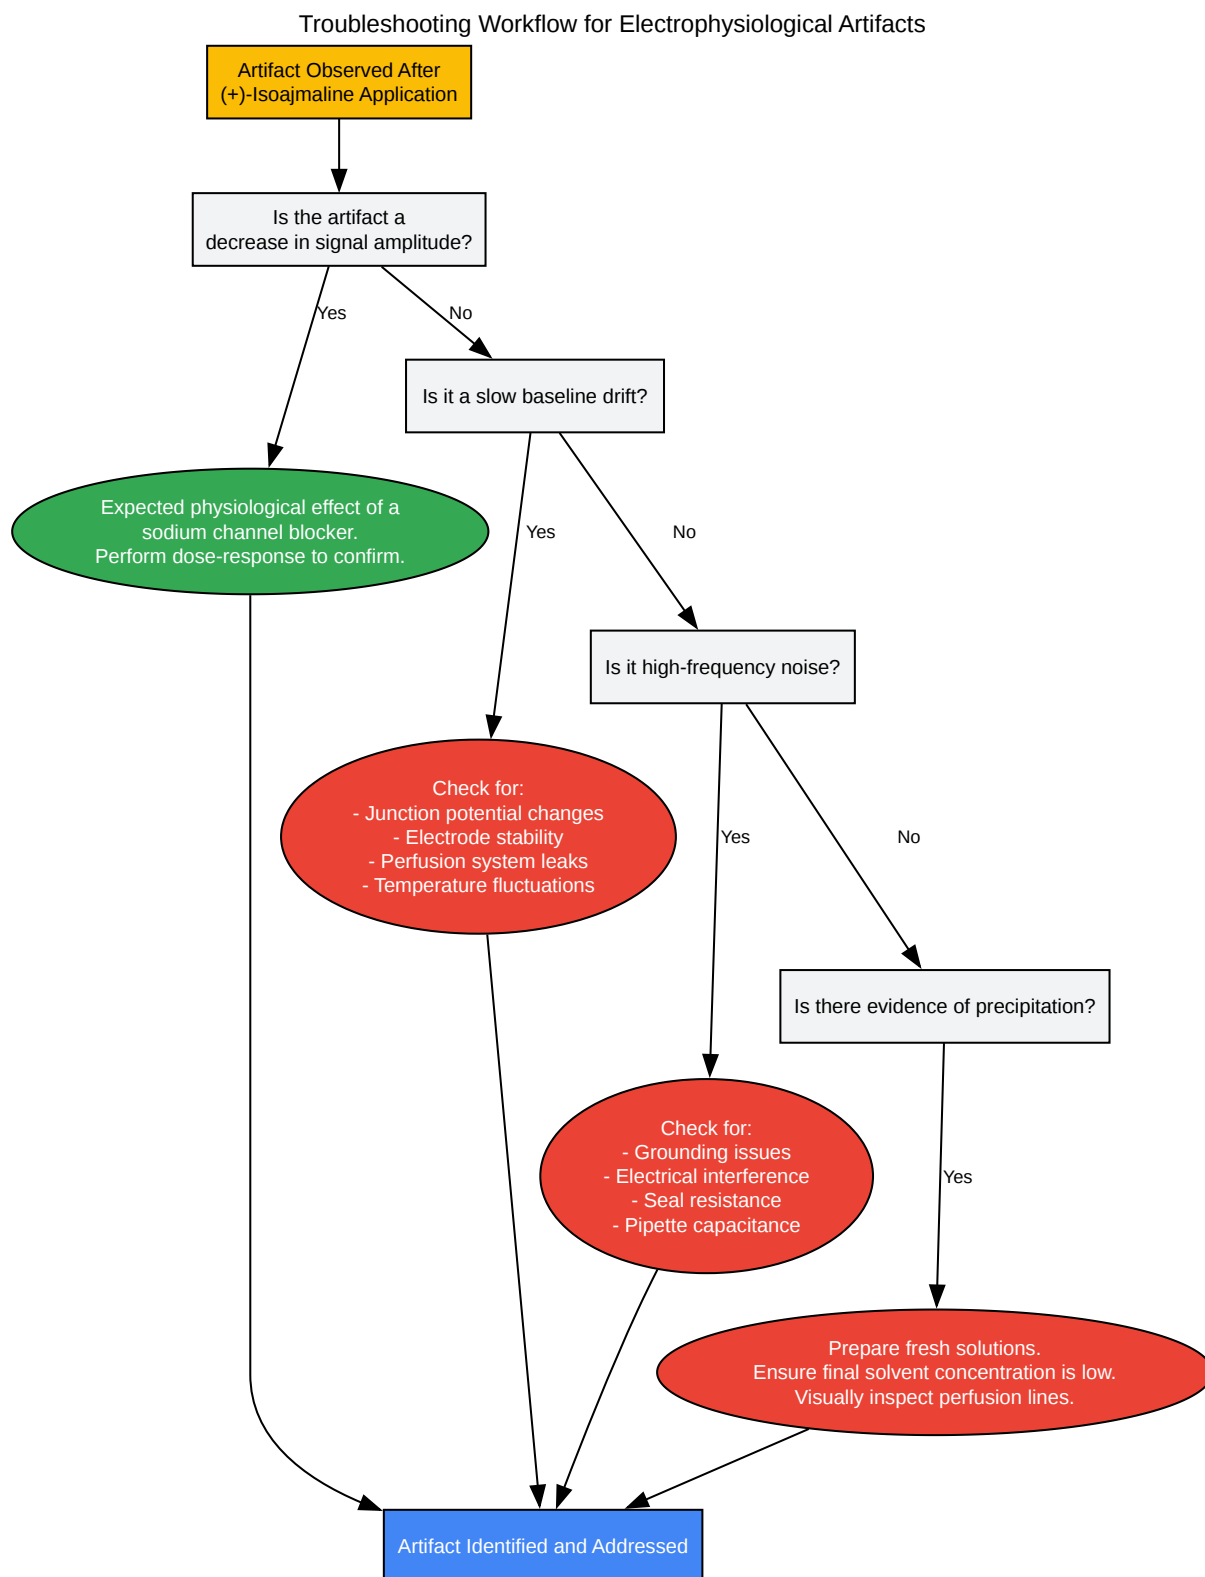 Troubleshooting Workflow for Electrophysiological Artifacts
Artifact Observed After
(+)-Isoajmaline Application
Is the artifact a
decrease in signal amplitude?
Yes
No
Is it a slow baseline drift?
Expected physiological effect of a
sodium channel blocker.
Perform dose-response to confirm.
Yes
No
Is it high-frequency noise?
Check for:
- Junction potential changes
- Electrode stability
- Perfusion system leaks
- Temperature fluctuations
Yes
No
Is there evidence of precipitation?
Check for:
- Grounding issues
- Electrical interference
- Seal resistance
- Pipette capacitance
Yes
Prepare fresh solutions.
Ensure final solvent concentration is low.
Visually inspect perfusion lines.
Artifact Identified and Addressed